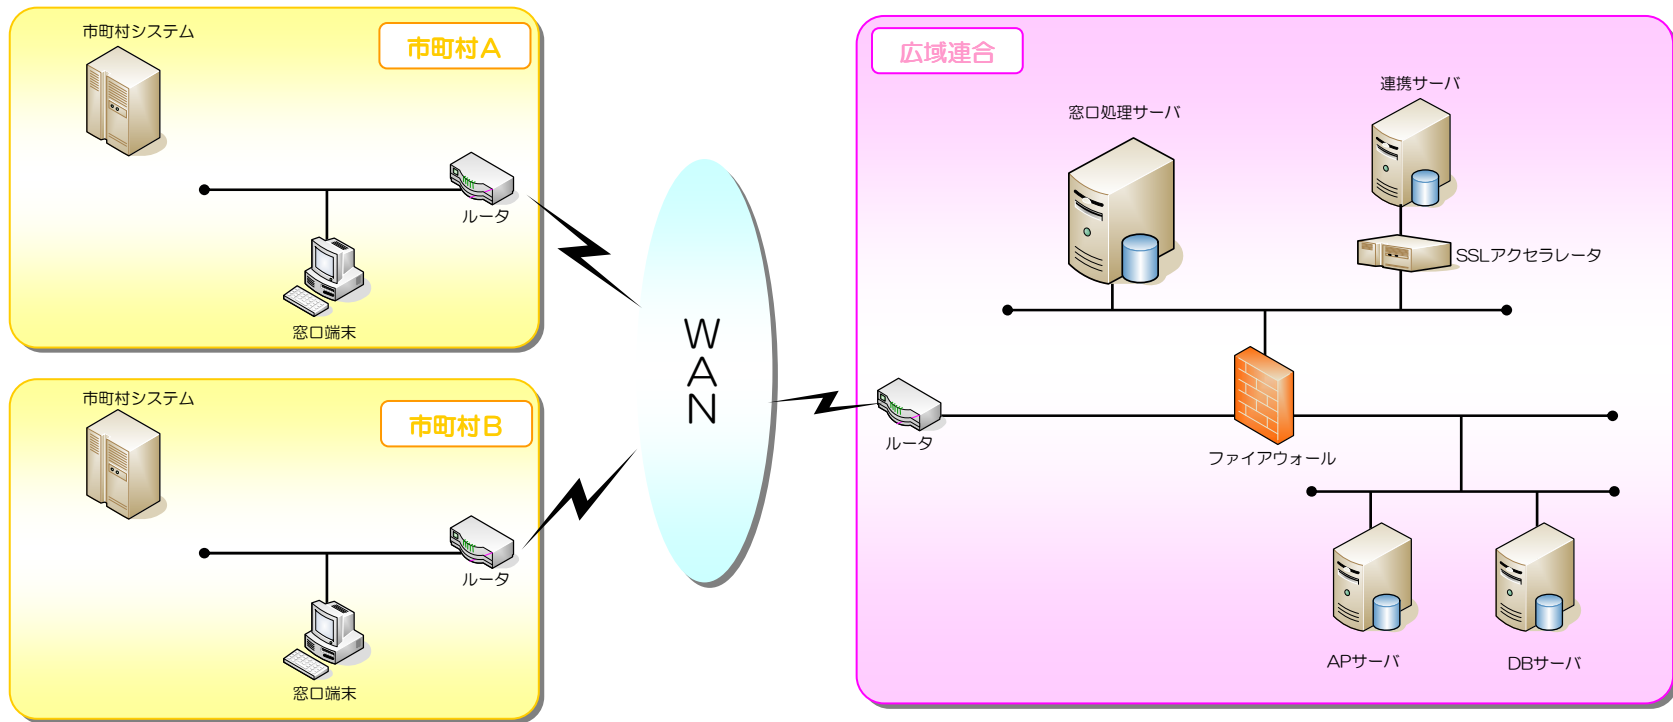 市町村システム
市町村A
ルータ
窓口端末
市町村システム
市町村B
ルータ
窓口端末
WAN
広域連合
窓口処理サーバ
連携サーバ
SSLアクセラレータ
ルータ
ファイアウォール
APサーバ
DBサーバ